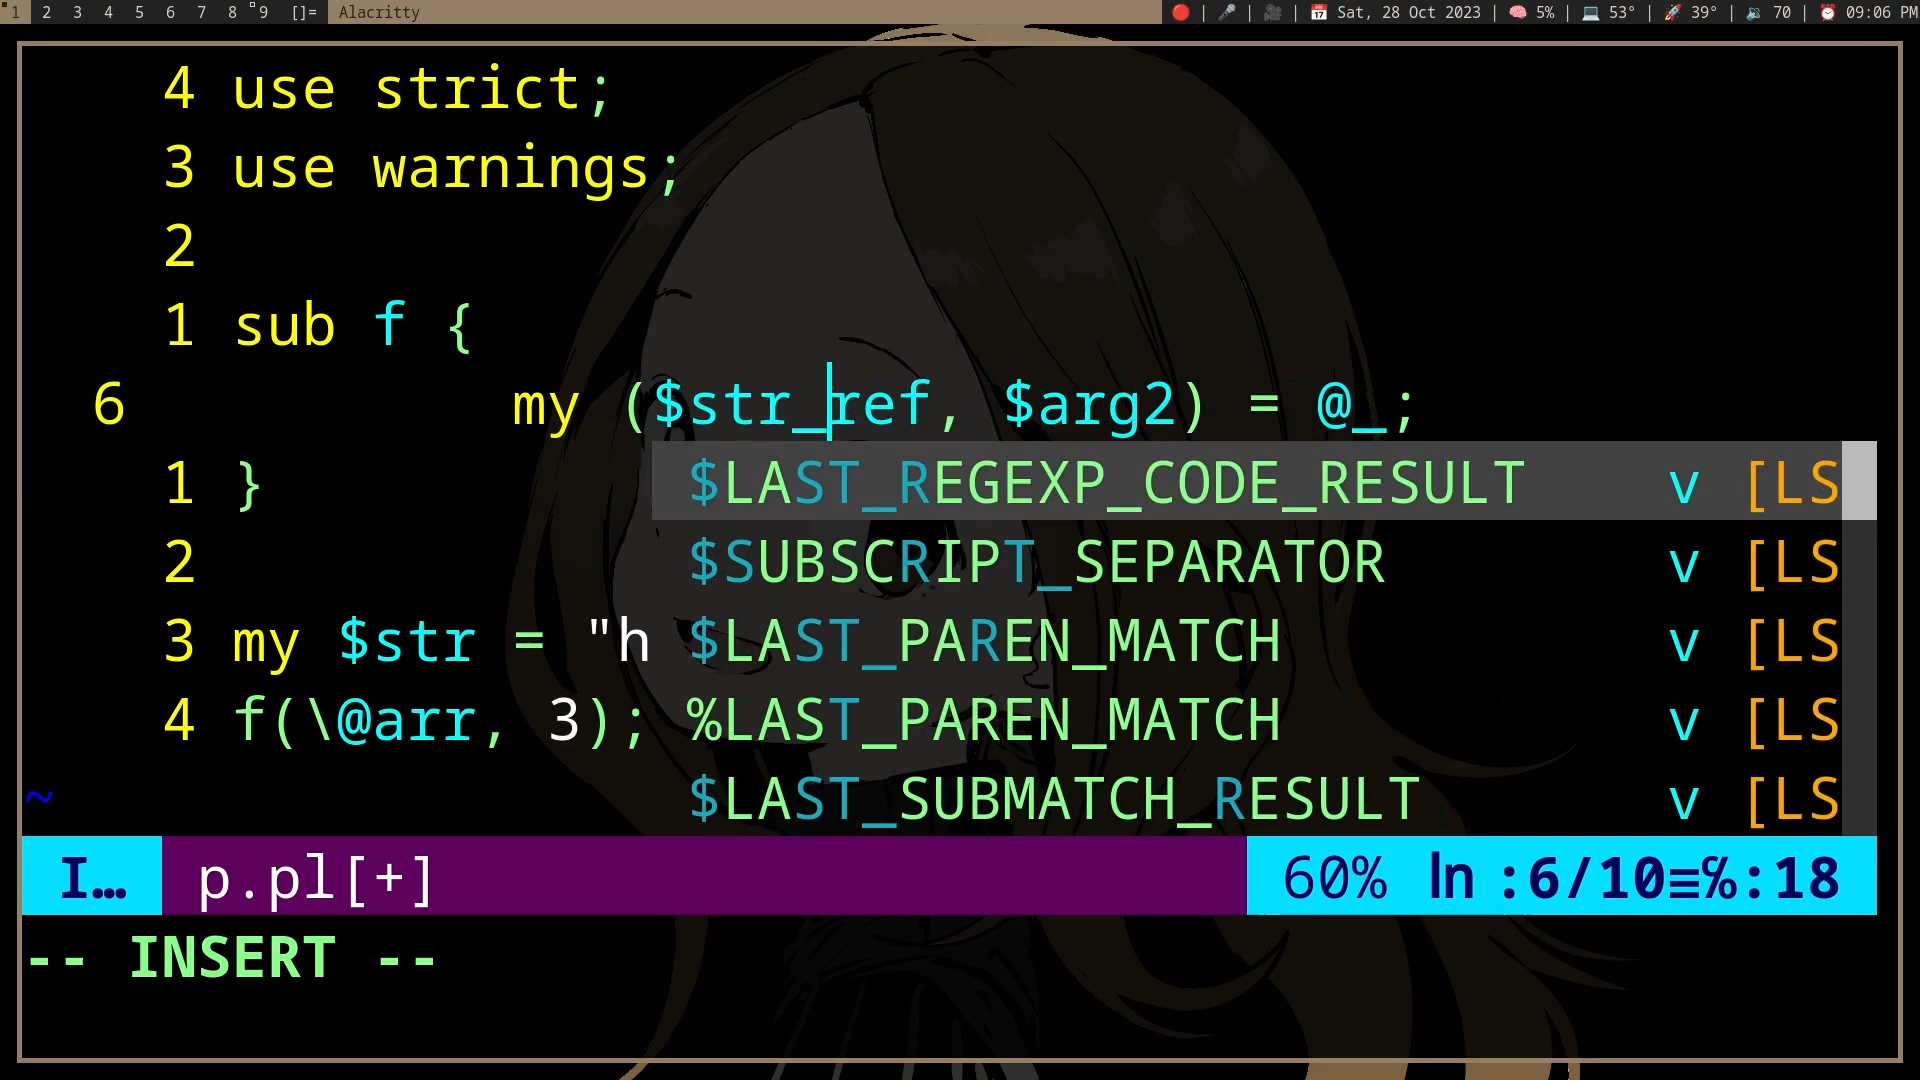 1 2 3 4 5 6 7 8 9 []= Alacritty | | | Sat, 28 Oct 2023 | 5% | 53° | 39° | 70 | 09:06 PM
4 use strict;
3 use warnings;
2
1 sub f {
6 my ($str_ref, $arg2) = @_;
1 } $LAST_REGEXP_CODE_RESULT v [LS
2 $SUBSCRIPT_SEPARATOR v [LS
3 my $str = "h $LAST_PAREN_MATCH v [LS
4 f(\@arr, 3); %LAST_PAREN_MATCH v [LS
~ $LAST_SUBMATCH_RESULT v [LS
I… p.pl[+] 60% ㏑:6/10≡℅:18
-- INSERT --